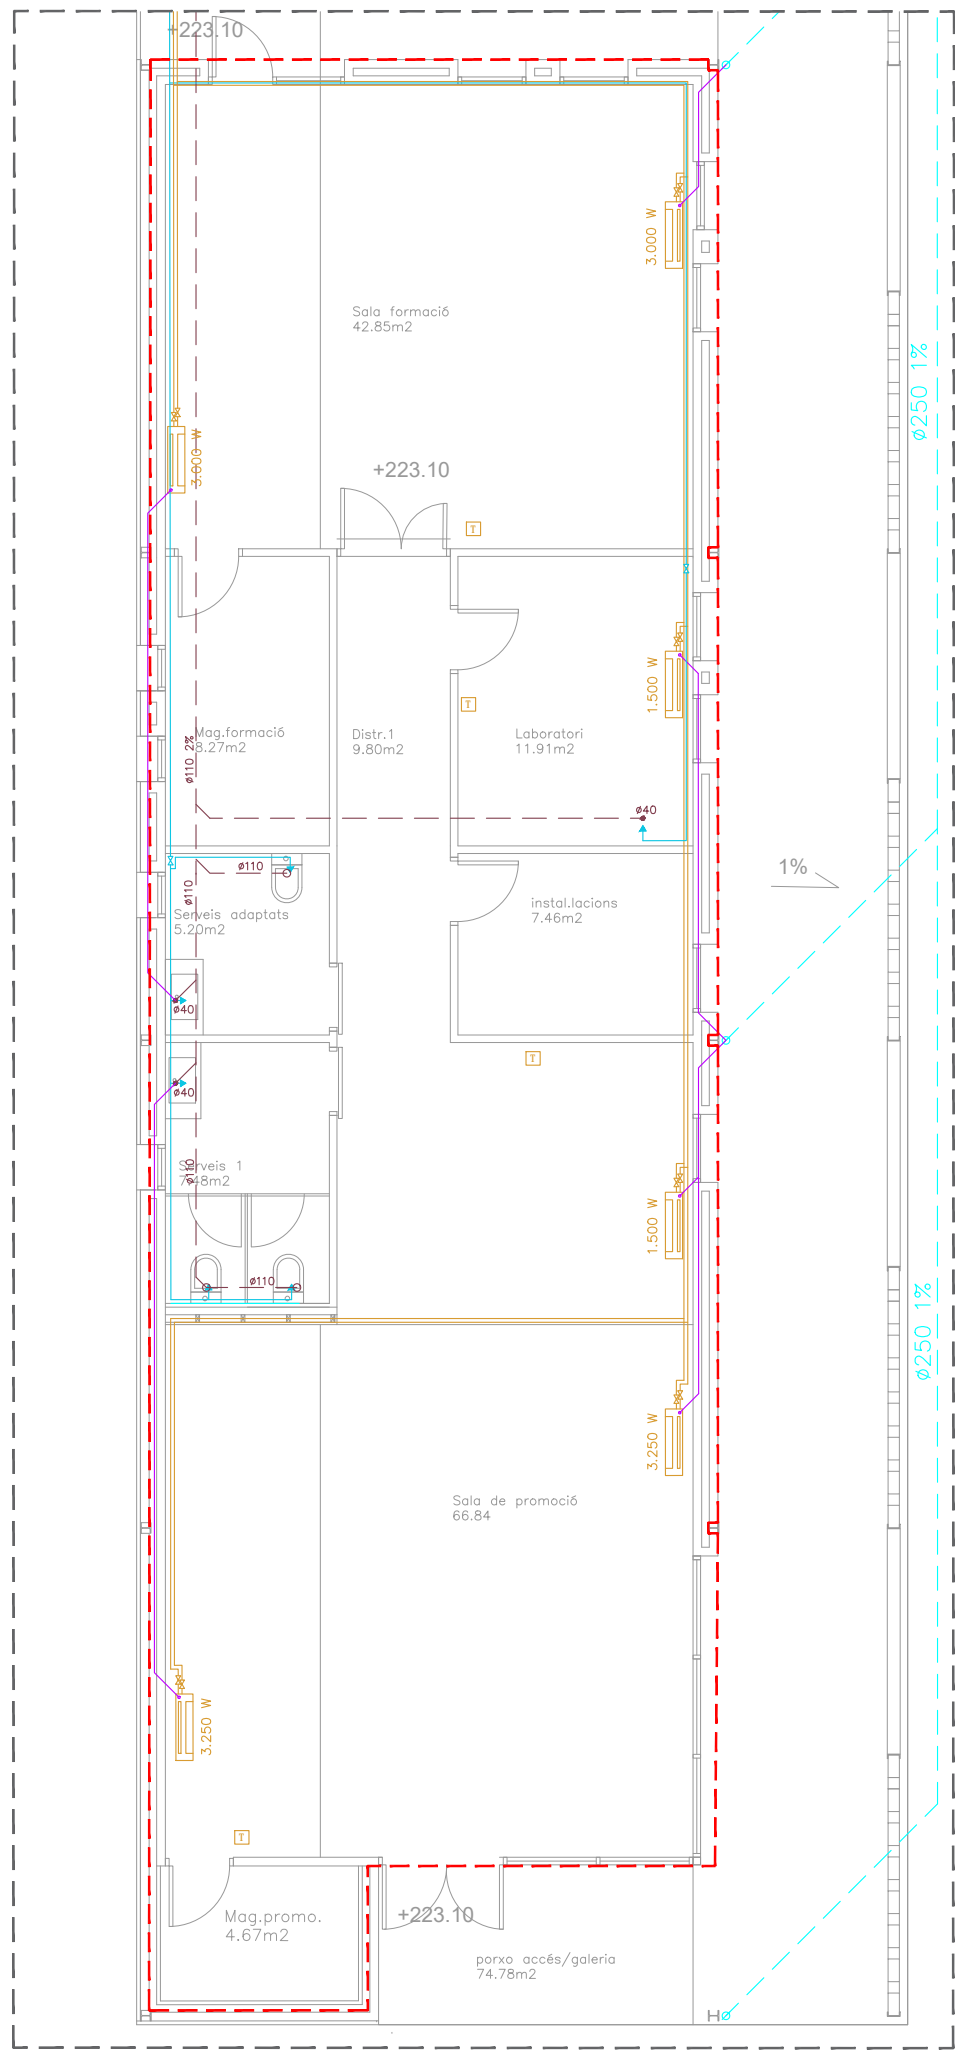 +223.10
3.000 W
Sala formació
42.85m2
ø250 1%
3.000 W
+223.10
T
1.500 W
T
Mag.formació
8.27m2
Distr.1
9.80m2
Laboratori
11.91m2
ø110 2%
ø40
ø110
1%
ø110
instal.lacions
7.46m2
Serveis adaptats
5.20m2
ø40
T
ø40
Serveis 1
7.48m2
ø110
1.500 W
ø110
ø250 1%
3.250 W
Sala de promoció
66.84
3.250 W
T
Mag.promo.
4.67m2
+223.10
porxo accés/galeria
74.78m2